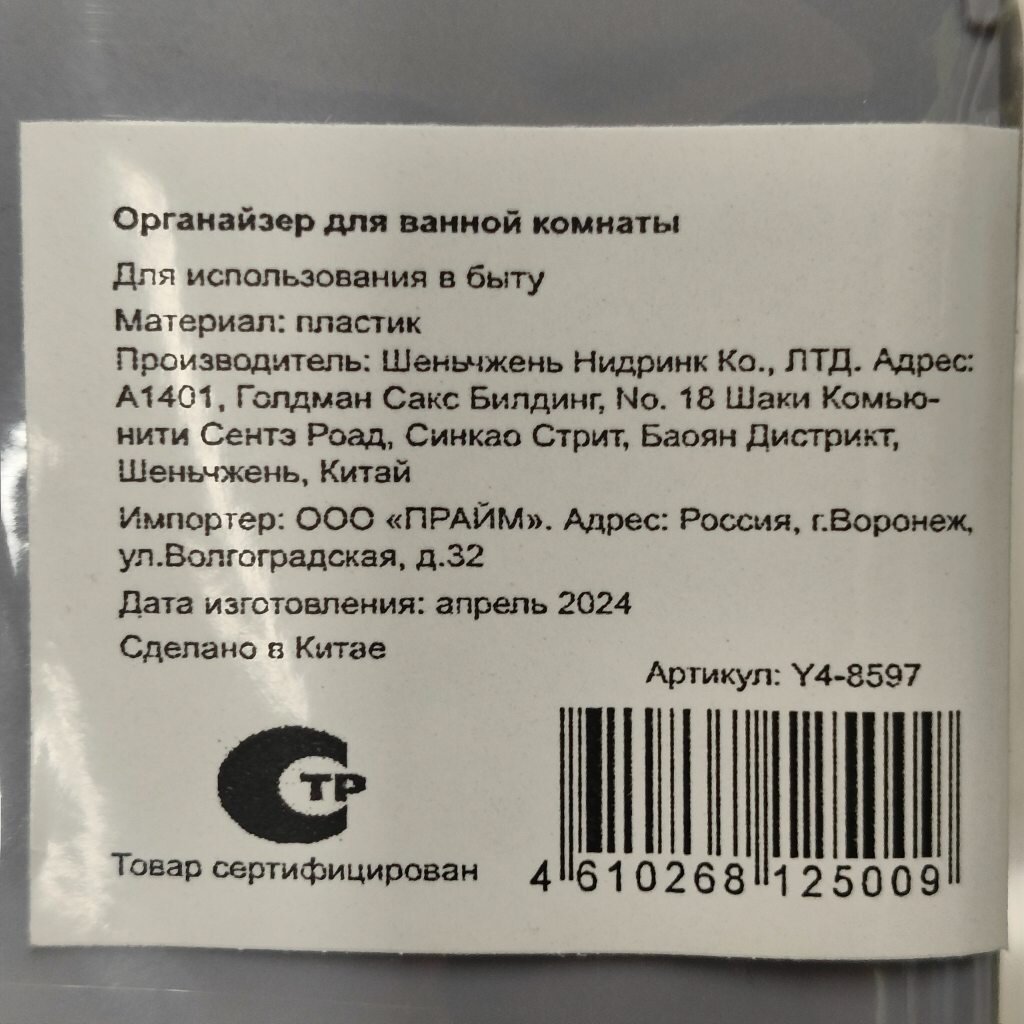 Органайзер для ванной комнаты
Для использования в быту
Материал: пластик
Производитель: Шеньчжень Нидринк Ко., ЛТД. Адрес:
А1401, Голдман Сакс Билдинг, No. 18 Шаки Комью-
нити Сентэ Роад, Синкао Стрит, Баоян Дистрикт,
Шеньчжень, Китай
Импортер: ООО «ПРАЙМ». Адрес: Россия, г.Воронеж,
ул.Волгоградская, д.32
Дата изготовления: апрель 2024
Сделано в Китае
Артикул: Y4-8597
СТР
Товар сертифицирован
4 610268 125009